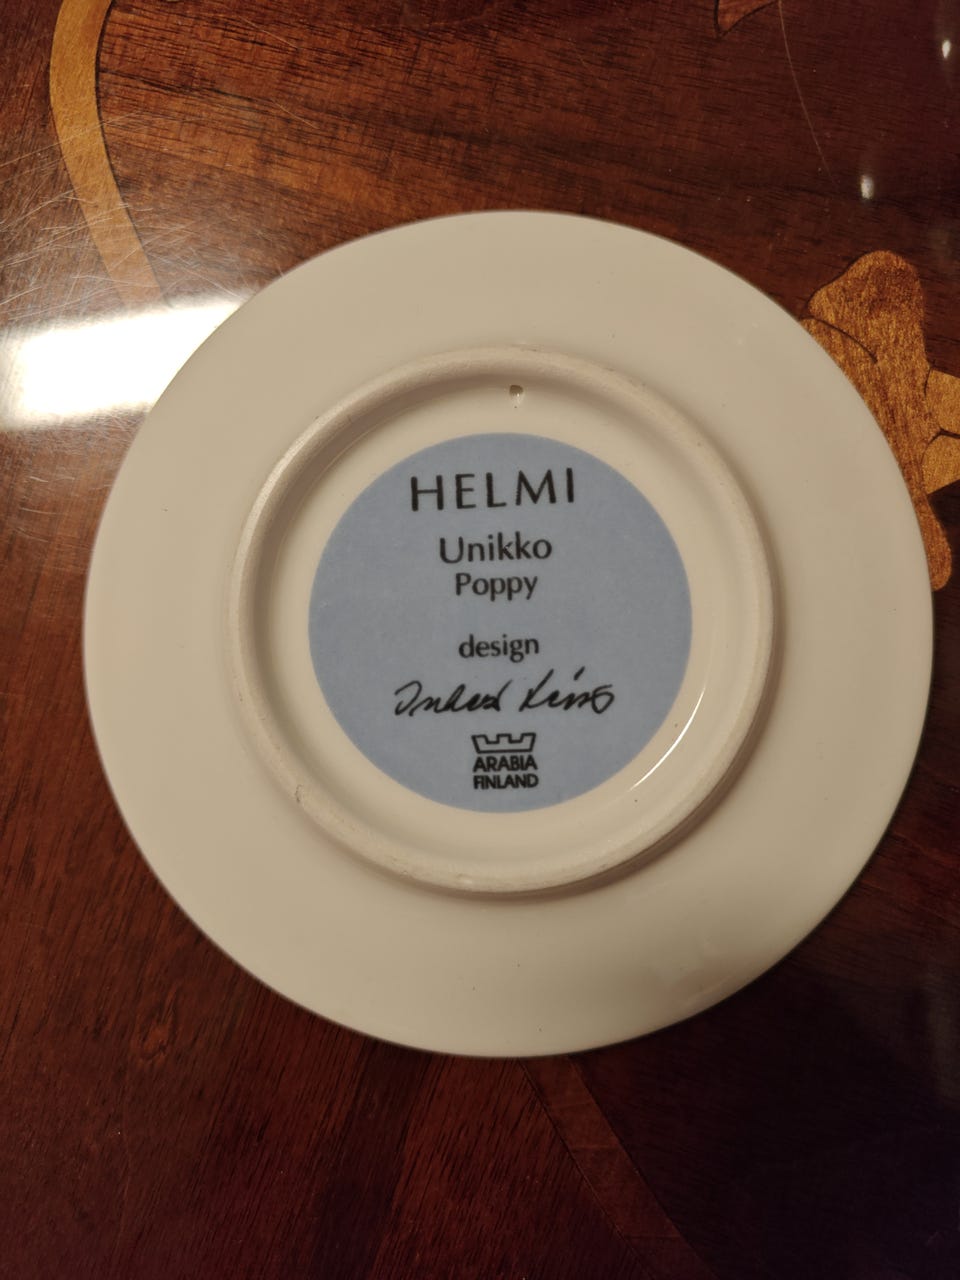 HELMI
Unikko
Poppy
design
ARABIA
FINLAND